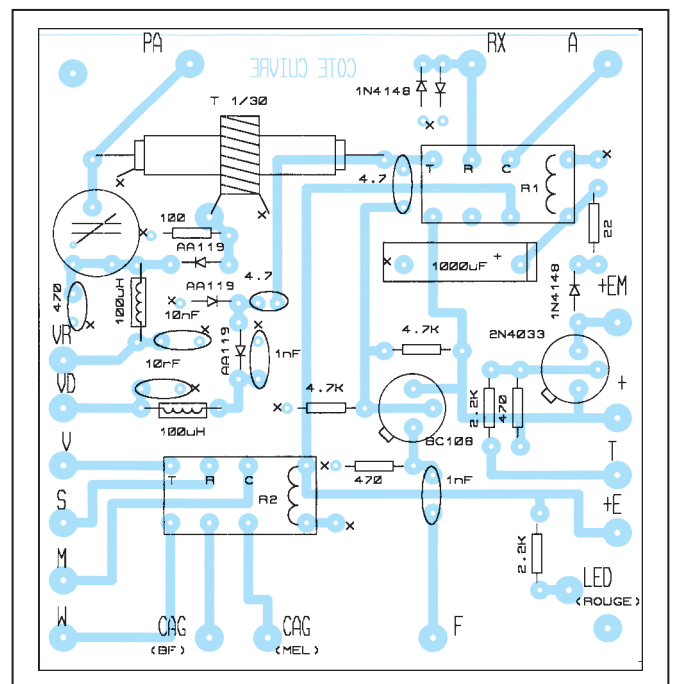 PA RX A
COTE CUIVRE
1N4148
T 1/30
x
T R C x
4.7 R1
x
100
x x
AA119
22
1000uF +
4.7
AA119
470 100uH x
10nF
1N4148 +EM
x
VR
4.7K 2N4033
10nF AA119 1nF
VD
x 4.7K
2.2K 470 +
100uH
BC108
V
T R C x
470 1nF
T
S R2 +E
x
M
2.2K
LED
(ROUGE)
W CAG CAG F
(BF) (MEL)